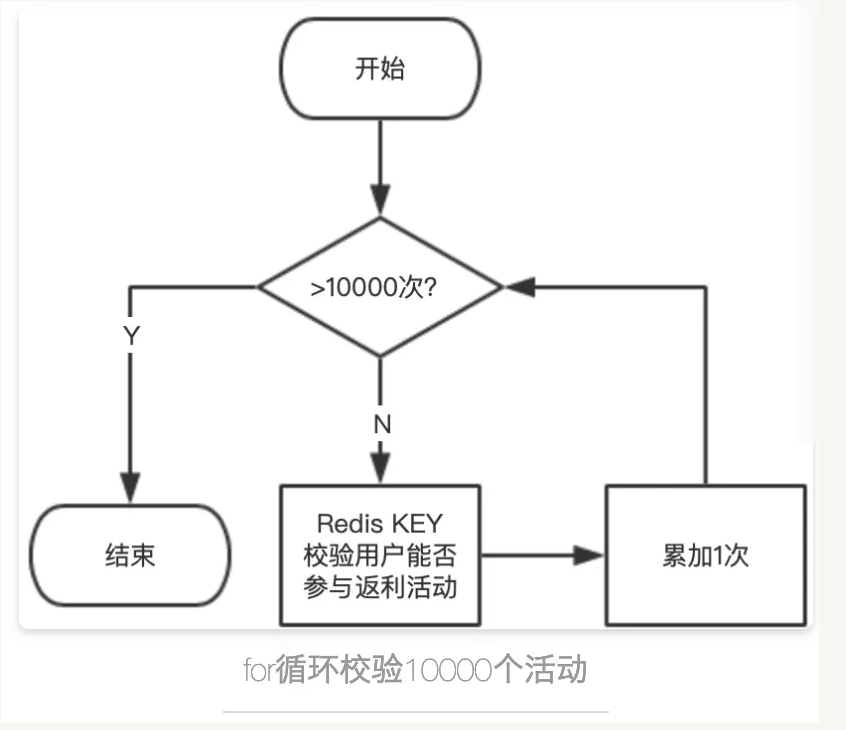 开始
>10000次?
Y
N
Redis KEY
校验用户能否
参与返利活动
累加1次
结束
for循环校验10000个活动